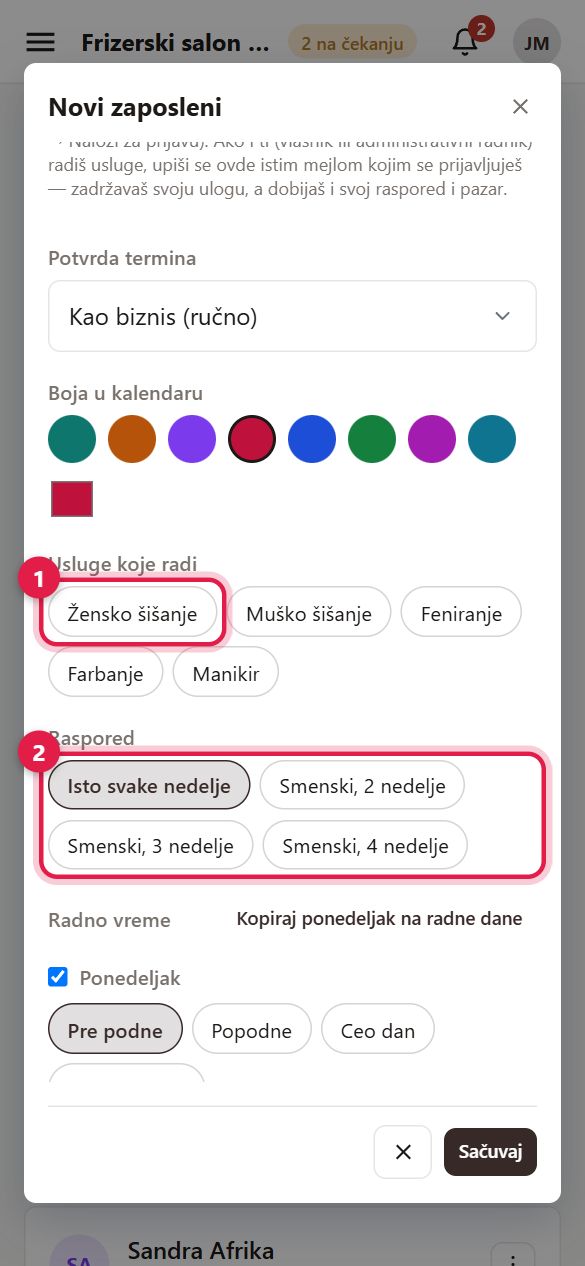 Frizerski salon ...
2 na čekanju
2
JM
Novi zaposleni
Nalozi za prijavu). Ako i ti (vlasnik ili administrativni radnik)
radiš usluge, upiši se ovde istim mejlom kojim se prijavljuješ
— zadržavaš svoju ulogu, a dobijaš i svoj raspored i pazar.
Potvrda termina
Kao biznis (ručno)
Boja u kalendaru
Usluge koje radi
1
Žensko šišanje
Muško šišanje
Feniranje
Farbanje
Manikir
Raspored
2
Isto svake nedelje
Smenski, 2 nedelje
Smenski, 3 nedelje
Smenski, 4 nedelje
Radno vreme
Kopiraj ponedeljak na radne dane
Ponedeljak
Pre podne
Popodne
Ceo dan
Sačuvaj
Sandra Afrika
SA